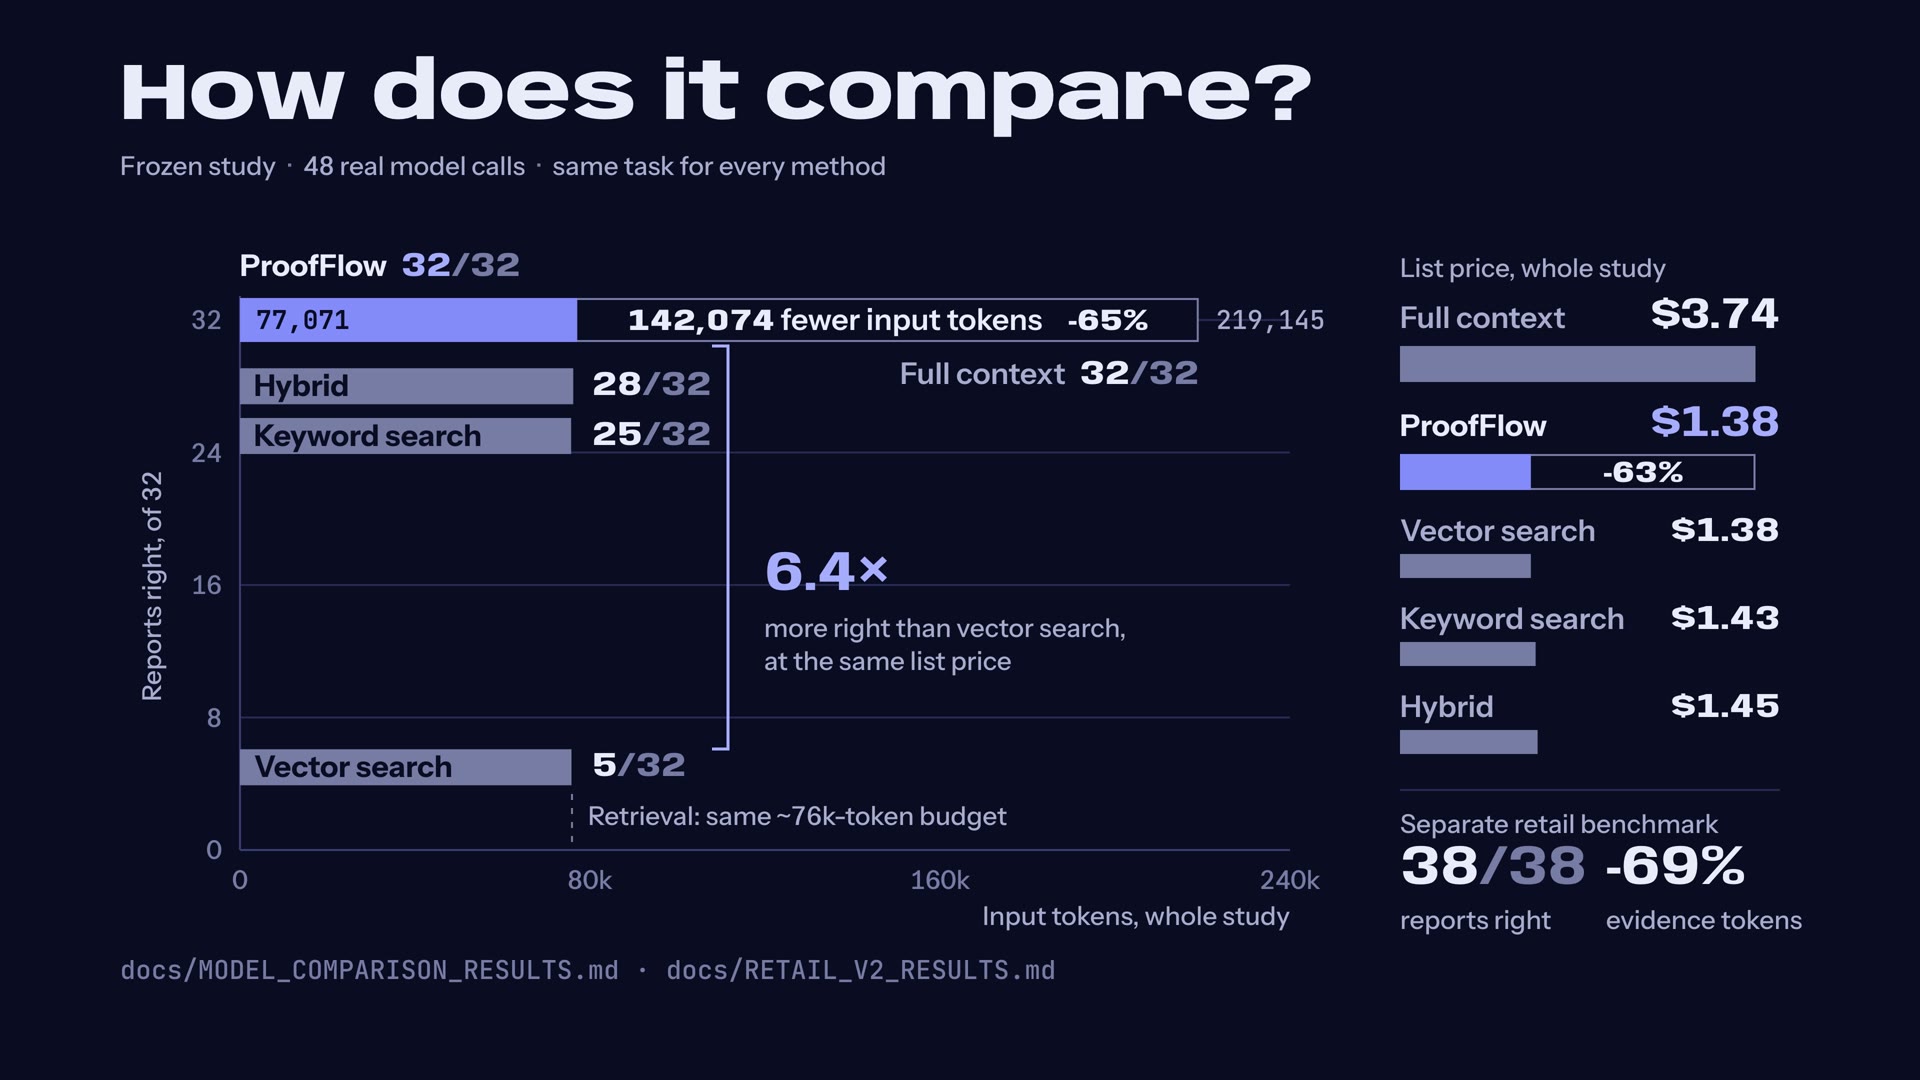 How does it compare?
Frozen study · 48 real model calls · same task for every method
ProofFlow 32/32
32
77,071
142,074 fewer input tokens -65%
219,145
Full context 32/32
Hybrid
28/32
Keyword search
25/32
24
Reports right, of 32
6.4×
16
more right than vector search,
at the same list price
8
Vector search
5/32
Retrieval: same ~76k-token budget
0
0
80k
160k
240k
Input tokens, whole study
List price, whole study
Full context $3.74
ProofFlow $1.38
-63%
Vector search $1.38
Keyword search $1.43
Hybrid $1.45
Separate retail benchmark
38/38 -69%
reports right evidence tokens
docs/MODEL_COMPARISON_RESULTS.md · docs/RETAIL_V2_RESULTS.md